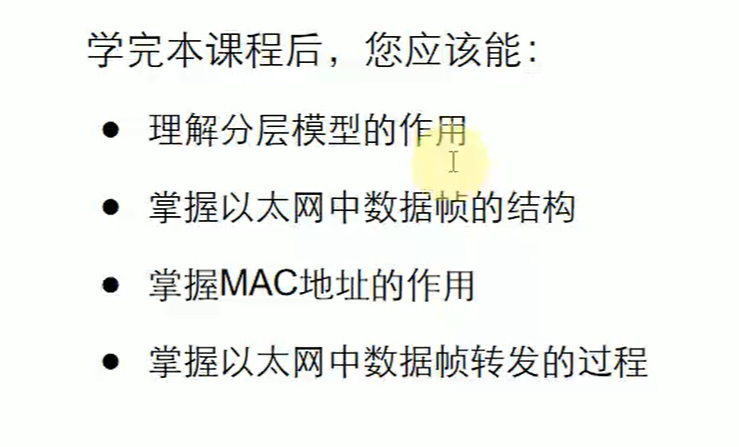 学完本课程后，您应该能：
● 理解分层模型的作用
● 掌握以太网中数据帧的结构
● 掌握MAC地址的作用
● 掌握以太网中数据帧转发的过程